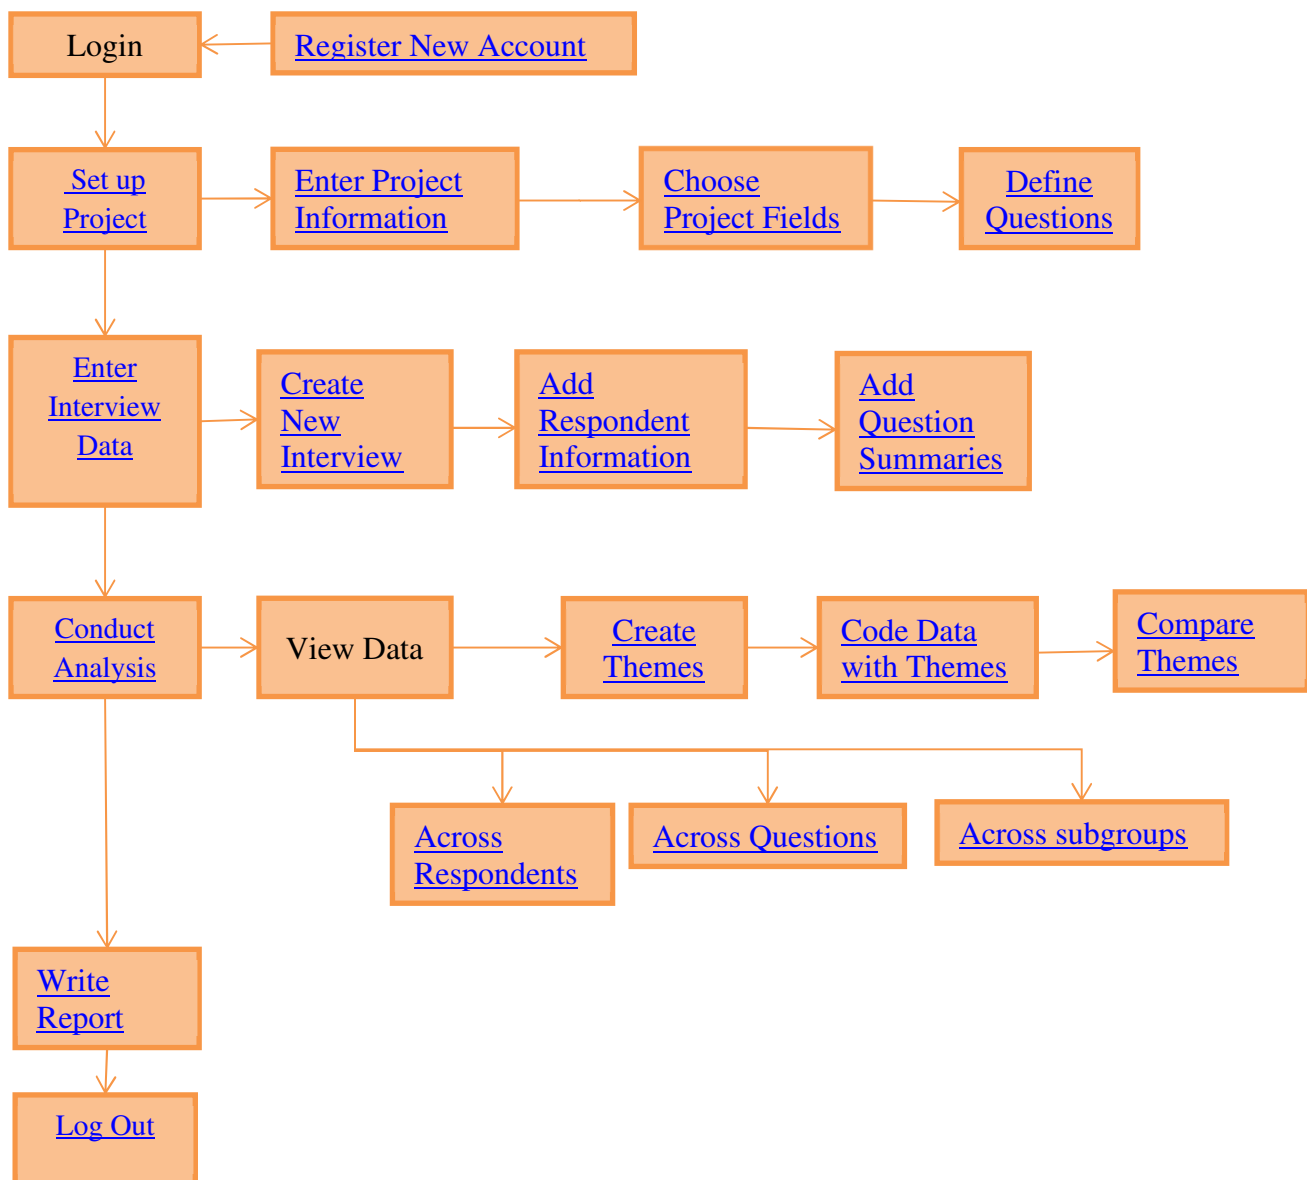 Login
Register New Account
Set up
Project
Enter Project
Information
Choose
Project Fields
Define
Questions
Enter
Interview
Data
Create
New
Interview
Add
Respondent
Information
Add
Question
Summaries
Conduct
Analysis
View Data
Create
Themes
Code Data
with Themes
Compare
Themes
Across
Respondents
Across Questions
Across subgroups
Write
Report
Log Out